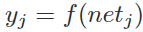 y_j = f(net_j)